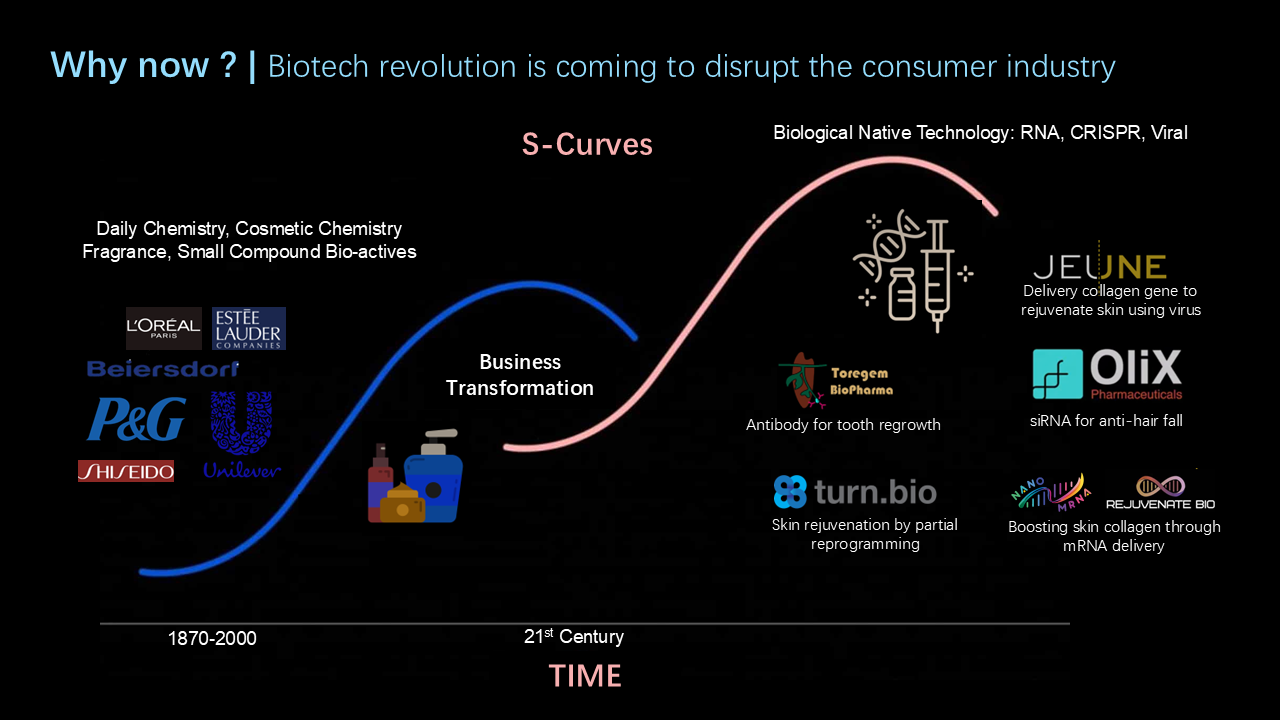 Why now ? | Biotech revolution is coming to disrupt the consumer industry
S-Curves
Biological Native Technology: RNA, CRISPR, Viral
Daily Chemistry, Cosmetic Chemistry
Fragrance, Small Compound Bio-actives
L'ORÉAL
PARIS
ESTĒE
LAUDER
COMPANIES
Beiersdorf
P&G
Unilever
SHISEIDO
Business
Transformation
JEUNE
Delivery collagen gene to
rejuvenate skin using virus
Toregem
BioPharma
Antibody for tooth regrowth
OliX
Pharmaceuticals
siRNA for anti-hair fall
turn.bio
Skin rejuvenation by partial
reprogramming
NANO
MRNA
REJUVENATE BIO
Boosting skin collagen through
mRNA delivery
1870-2000
21st Century
TIME